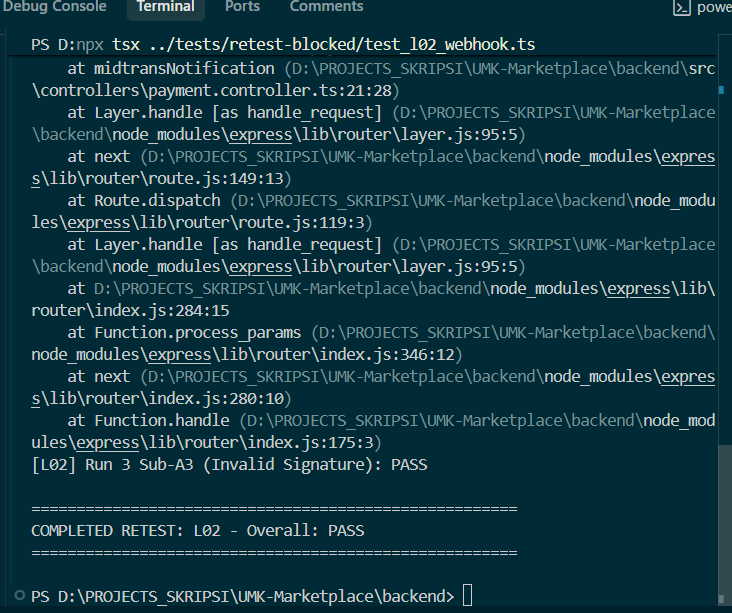 Debug Console Terminal Ports Comments powe
PS D:npx tsx ../tests/retest-blocked/test_l02_webhook.ts
at midtransNotification (D:\PROJECTS_SKRIPSI\UMK-Marketplace\backend\src
\controllers\payment.controller.ts:21:28)
at Layer.handle [as handle_request] (D:\PROJECTS_SKRIPSI\UMK-Marketplace
\backend\node_modules\express\lib\router\layer.js:95:5)
at next (D:\PROJECTS_SKRIPSI\UMK-Marketplace\backend\node_modules\expres
s\lib\router\route.js:149:13)
at Route.dispatch (D:\PROJECTS_SKRIPSI\UMK-Marketplace\backend\node_modu
les\express\lib\router\route.js:119:3)
at Layer.handle [as handle_request] (D:\PROJECTS_SKRIPSI\UMK-Marketplace
\backend\node_modules\express\lib\router\layer.js:95:5)
at D:\PROJECTS_SKRIPSI\UMK-Marketplace\backend\node_modules\express\lib\
router\index.js:284:15
at Function.process_params (D:\PROJECTS_SKRIPSI\UMK-Marketplace\backend\
node_modules\express\lib\router\index.js:346:12)
at next (D:\PROJECTS_SKRIPSI\UMK-Marketplace\backend\node_modules\expres
s\lib\router\index.js:280:10)
at Function.handle (D:\PROJECTS_SKRIPSI\UMK-Marketplace\backend\node_mod
ules\express\lib\router\index.js:175:3)
[L02] Run 3 Sub-A3 (Invalid Signature): PASS
======================================================
COMPLETED RETEST: L02 - Overall: PASS
======================================================
PS D:\PROJECTS_SKRIPSI\UMK-Marketplace\backend>